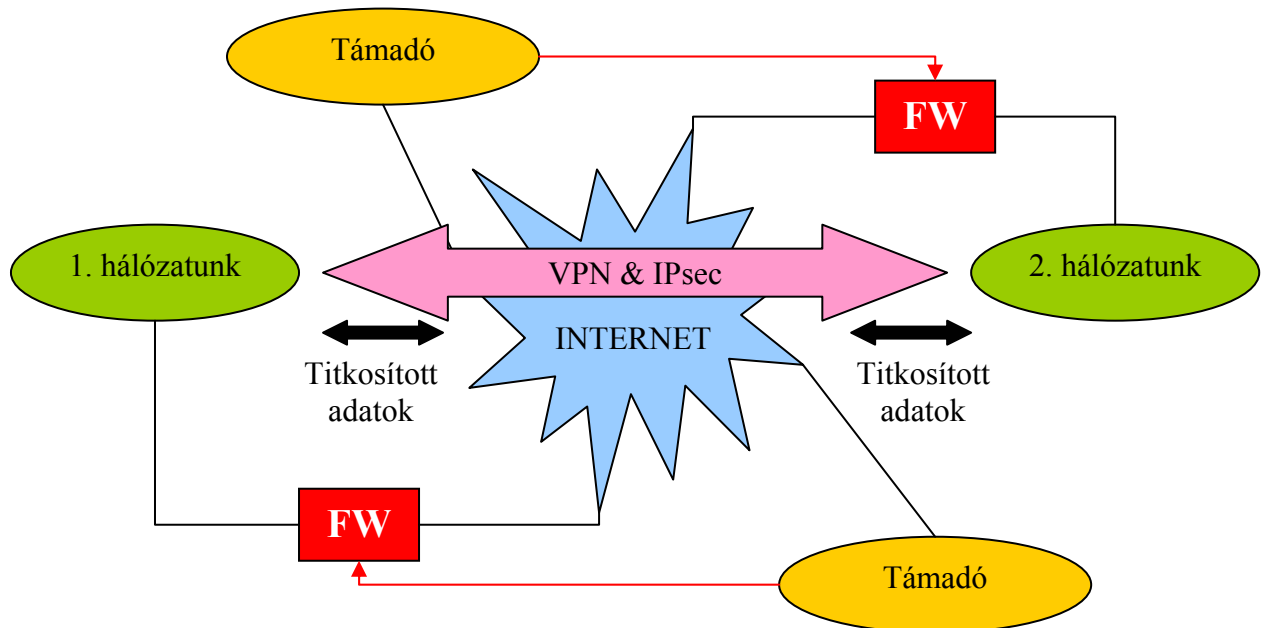 Támadó
FW
1. hálózatunk
VPN & IPsec
2. hálózatunk
INTERNET
Titkosított
adatok
Titkosított
adatok
FW
Támadó